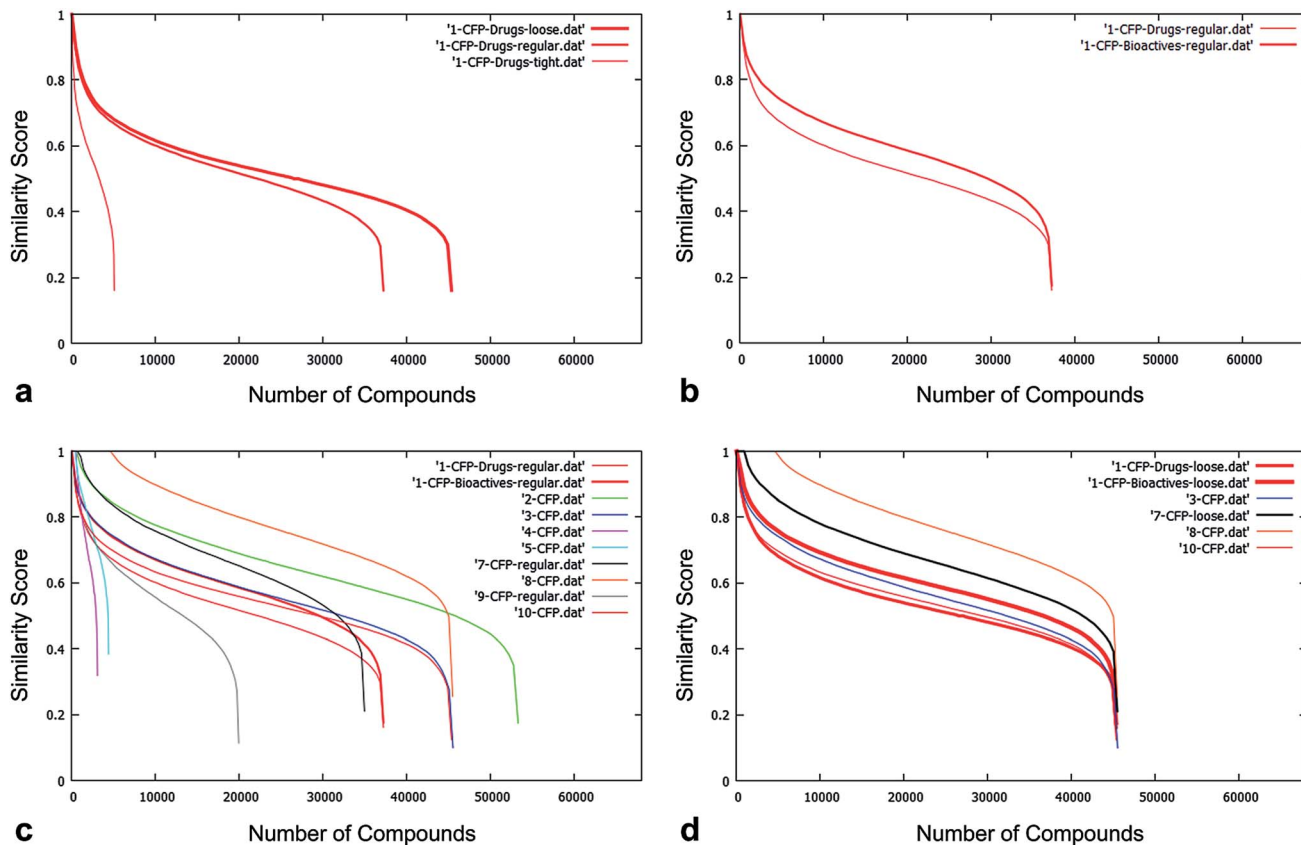 1
'1-CFP-Drugs-loose.dat'
'1-CFP-Drugs-regular.dat'
'1-CFP-Drugs-tight.dat'
0.8
0.6
0.4
0.2
0
0 10000 20000 30000 40000 50000 60000
Similarity Score
Number of Compounds
a
1
'1-CFP-Drugs-regular.dat'
'1-CFP-Bioactives-regular.dat'
0.8
0.6
0.4
0.2
0
0 10000 20000 30000 40000 50000 60000
Similarity Score
Number of Compounds
b
1
'1-CFP-Drugs-regular.dat'
'1-CFP-Bioactives-regular.dat'
'2-CFP.dat'
'3-CFP.dat'
'4-CFP.dat'
'5-CFP.dat'
'7-CFP-regular.dat'
'8-CFP.dat'
'9-CFP-regular.dat'
'10-CFP.dat'
0.8
0.6
0.4
0.2
0
0 10000 20000 30000 40000 50000 60000
Similarity Score
Number of Compounds
c
1
'1-CFP-Drugs-loose.dat'
'1-CFP-Bioactives-loose.dat'
'3-CFP.dat'
'7-CFP-loose.dat'
'8-CFP.dat'
'10-CFP.dat'
0.8
0.6
0.4
0.2
0
0 10000 20000 30000 40000 50000 60000
Similarity Score
Number of Compounds
d